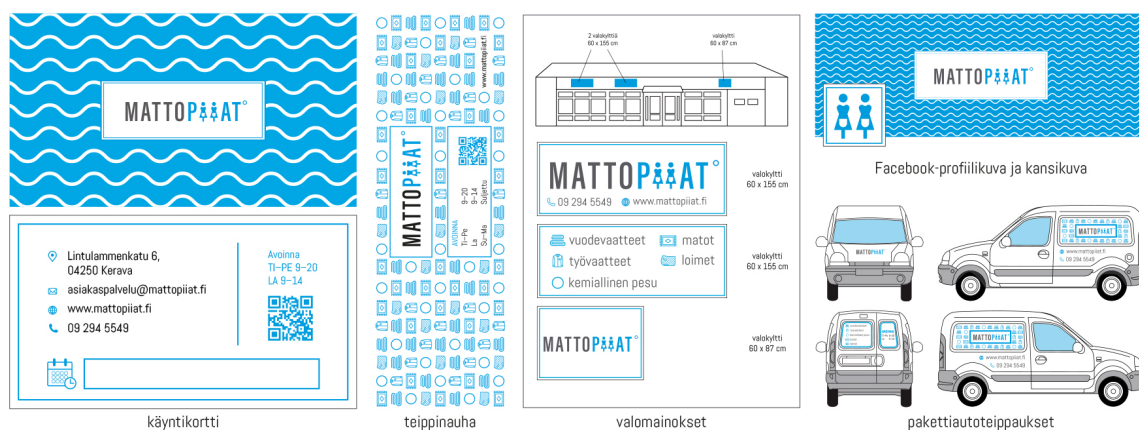 MATTOPIIAT°
Lintulammenkatu 6,
04250 Kerava
asiakaspalvelu@mattopiiat.fi
www.mattopiiat.fi
09 294 5549
Avoinna
TI–PE 9–20
LA 9–14
käyntikortti
www.mattopiiat.fi
MATTOPIIAT°
AVOINNA
Ti–Pe 9–20
La 9–14
Su–Ma Suljettu
teippinauha
2 valokylttiä
60 x 155 cm
valokyltti
60 x 87 cm
MATTOPIIAT°
09 294 5549 www.mattopiiat.fi
valokyltti
60 x 155 cm
vuodevaatteet matot
työvaatteet loimet
kemiallinen pesu
valokyltti
60 x 155 cm
MATTOPIIAT°
valokyltti
60 x 87 cm
valomainokset
MATTOPIIAT°
Facebook-profiilikuva ja kansikuva
MATTOPIIAT°
MATTOPIIAT°
www.mattopiiat.fi
09 294 5549
MATTOPIIAT°
www.mattopiiat.fi
09 294 5549
pakettiautoteippaukset